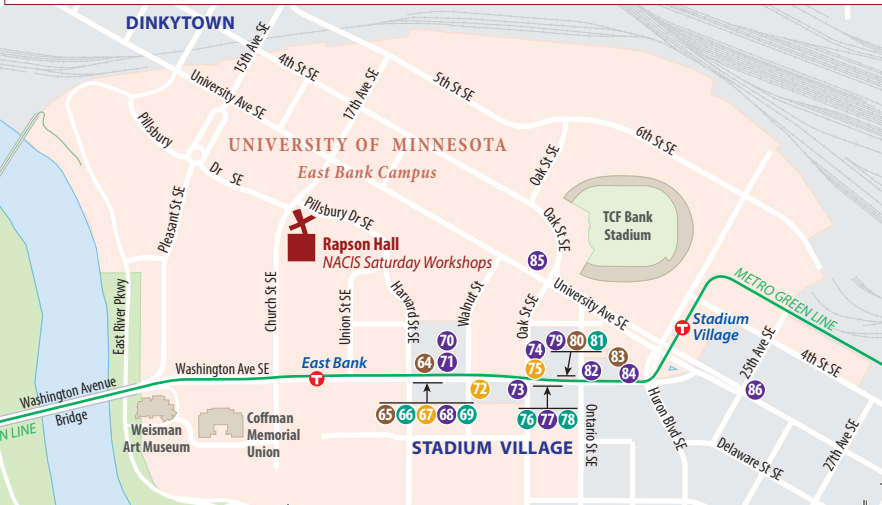 DINKYTOWN
15th Ave SE
4th St SE
University Ave SE
17th Ave SE
5th St SE
6th St SE
Pillsbury
Dr SE
UNIVERSITY OF MINNESOTA
East Bank Campus
Oak St SE
Pleasant St SE
Pillsbury Dr SE
Oak St SE
TCF Bank
Stadium
Rapson Hall
NACIS Saturday Workshops
85
METRO GREEN LINE
East River Pkwy
Church St SE
Union St SE
Harvard St SE
Walnut St
Oak St SE
University Ave SE
Stadium
Village
25th Ave SE
4th St SE
70
79 80 81
74
64 71
83
75
82 84
East Bank
Washington Ave SE
72 73
86
Washington Avenue
Bridge
N LINE
Weisman
Art Museum
Coffman
Memorial
Union
65 66 67 68 69
76 77 78
STADIUM VILLAGE
Ontario St SE
Huron Blvd SE
Delaware St SE
27th Ave SE
T
T